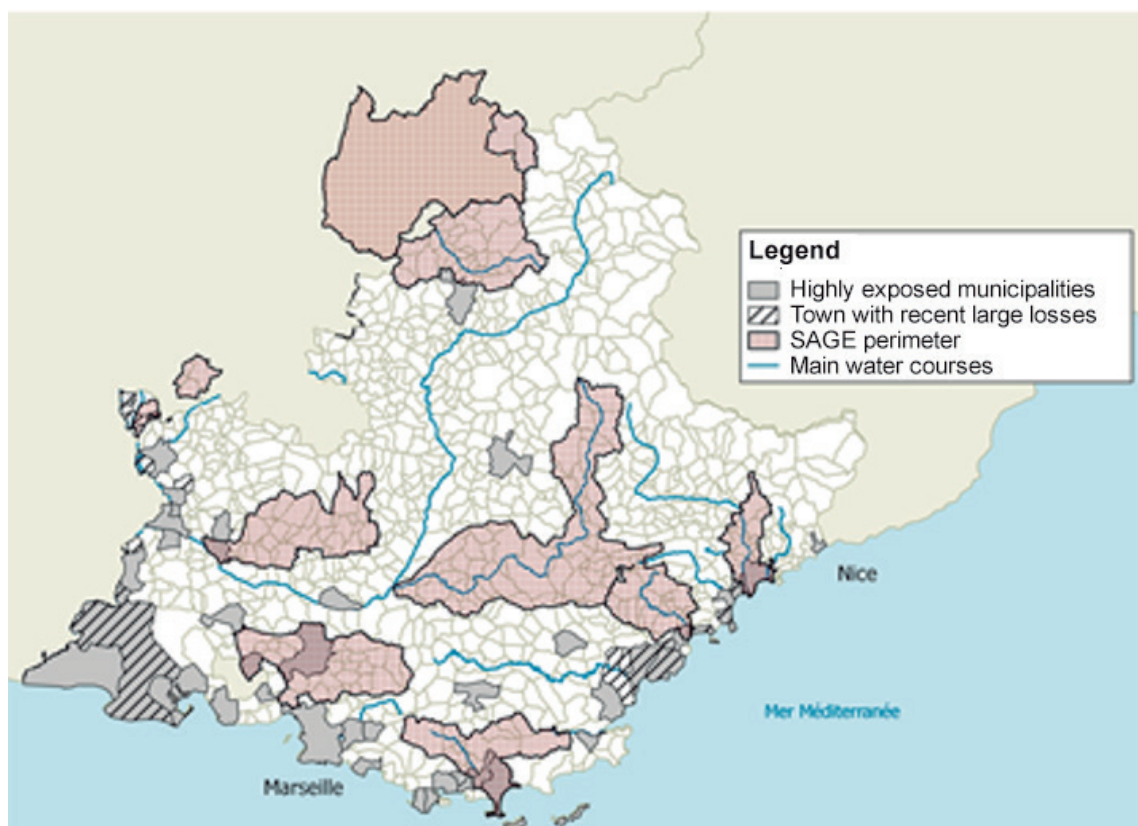 Legend
Highly exposed municipalities
Town with recent large losses
SAGE perimeter
Main water courses
Nice
Mer Méditerranée
Marseille